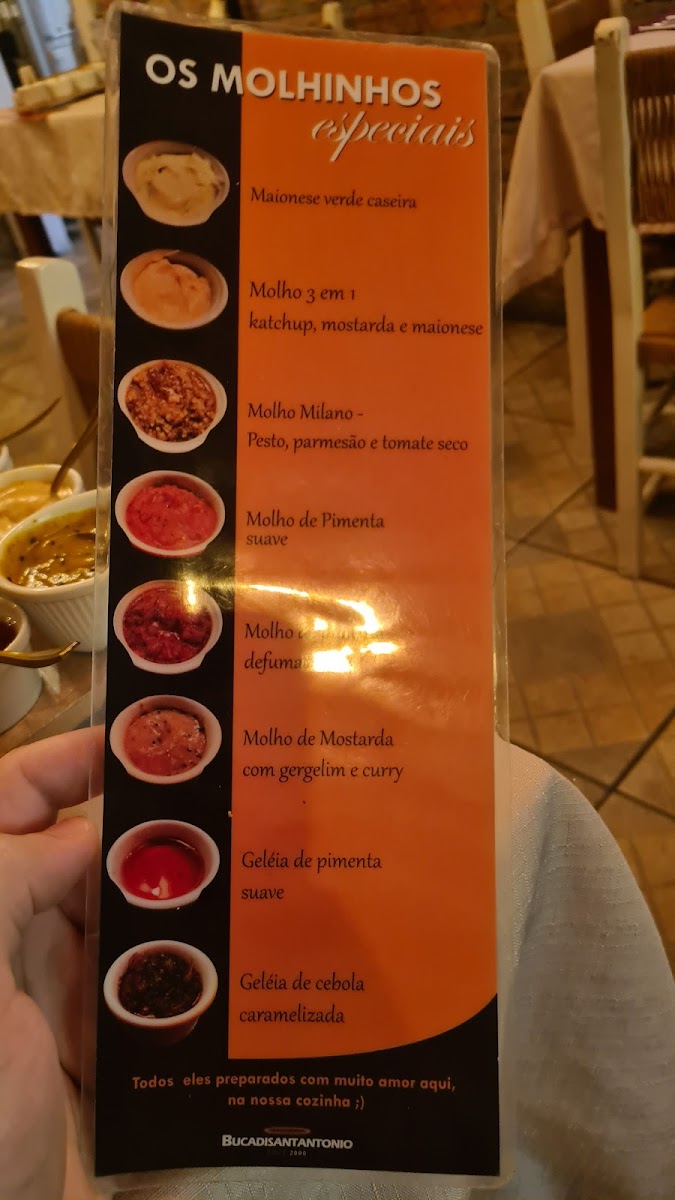 OS MOLHINHOS
especiais
Maionese verde caseira
Molho 3 em 1
katchup, mostarda e maionese
Molho Milano -
Pesto, parmesão e tomate seco
Molho de Pimenta
suave
Molho
Molho de Mostarda
com gergelim e curry
Geléia de pimenta
suave
Geléia de cebola
caramelizada
Todos eles preparados com muito amor aqui,
na nossa cozinha ;)
BUCADISANTANTONIO